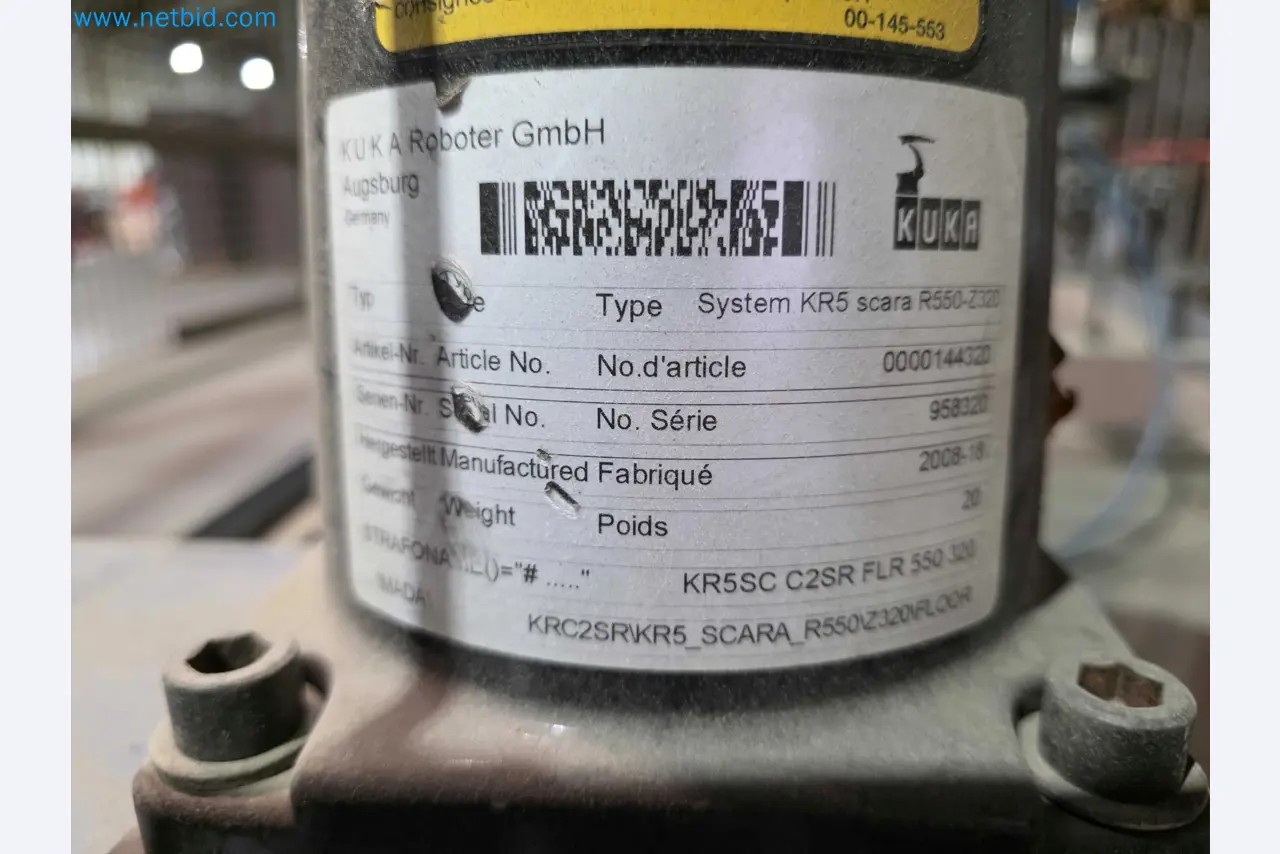 www.netbid.com
00-145-553
KUKA Roboter GmbH
Augsburg
Germany
KUKA
Typ Type System KR5 scara R550-Z320
Artikel-Nr. Article No. No.d'article 0000144320
Serien-Nr. Serial No. No. Série 958320
Hergestellt Manufactured Fabriqué 2008-18
Gewicht Weight Poids 20
KR5SC C2SR FLR 550 320
KRC2SR\KR5_SCARA_R550\Z320\FLOOR